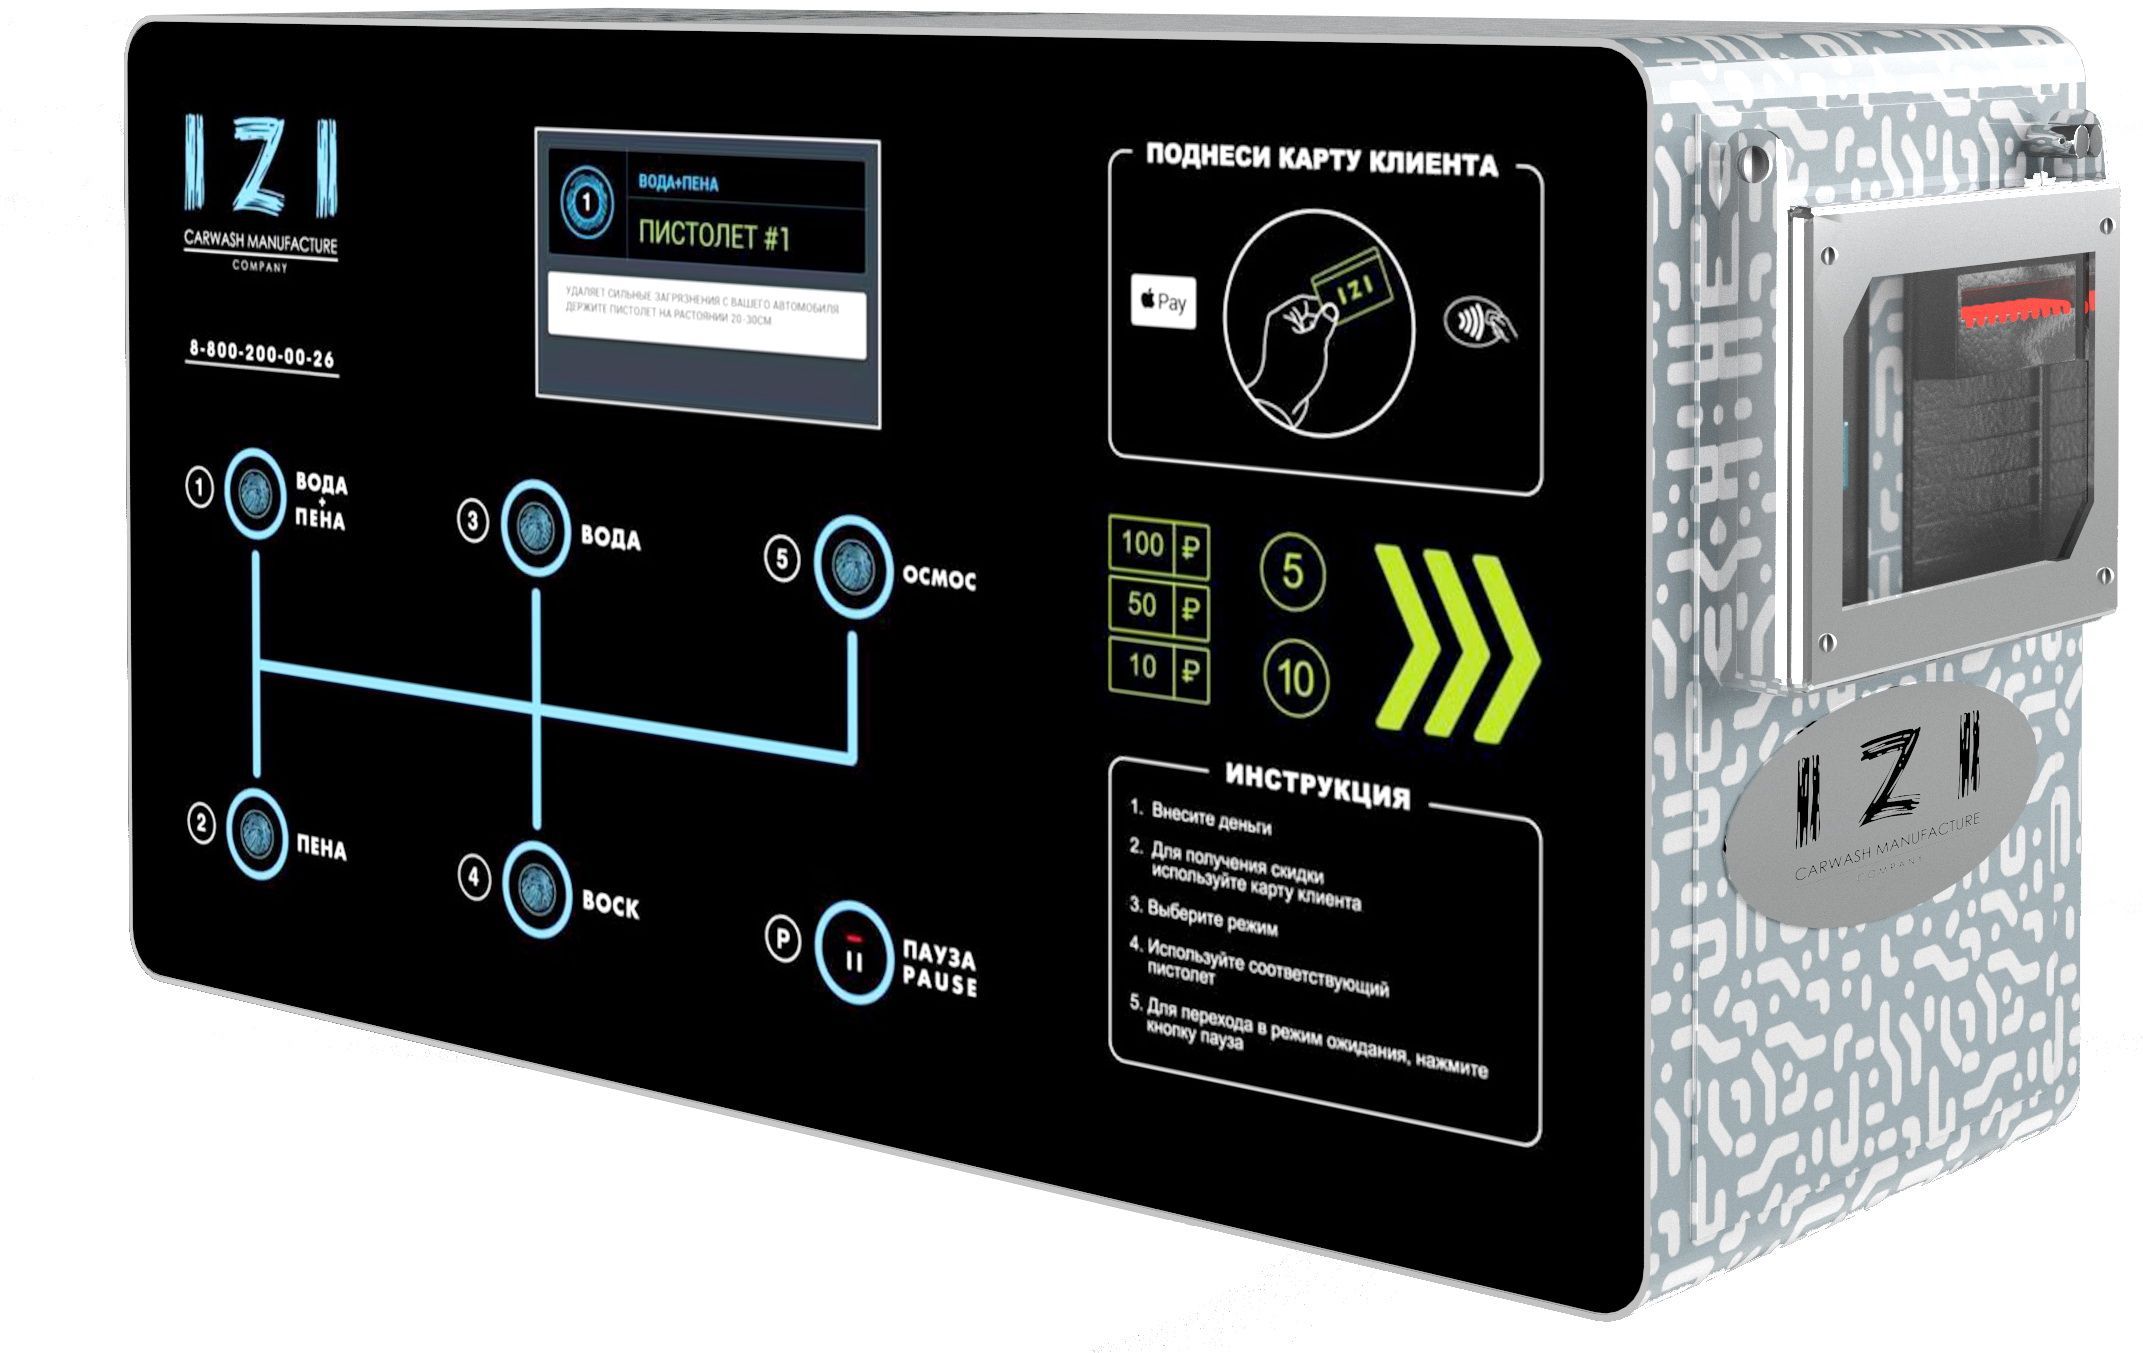 IZI
CARWASH MANUFACTURE
COMPANY
8-800-200-00-26
1
ВОДА+ПЕНА
ПИСТОЛЕТ #1
УДАЛЯЕТ СИЛЬНЫЕ ЗАГРЯЗНЕНИЯ С ВАШЕГО АВТОМОБИЛЯ
ДЕРЖИТЕ ПИСТОЛЕТ НА РАСТОЯНИИ 20-30СМ
1
ВОДА
+
ПЕНА
3
ВОДА
5
ОСМОС
2
ПЕНА
4
ВОСК
P
ПАУЗА
PAUSE
ПОДНЕСИ КАРТУ КЛИЕНТА
Pay
IZI
100 ₽
50 ₽
10 ₽
5
10
ИНСТРУКЦИЯ
1. Внесите деньги
2. Для получения скидки
используйте карту клиента
3. Выберите режим
4. Используйте соответствующий
пистолет
5. Для перехода в режим ожидания, нажмите
кнопку пауза
IZI
CARWASH MANUFACTURE
COMPANY